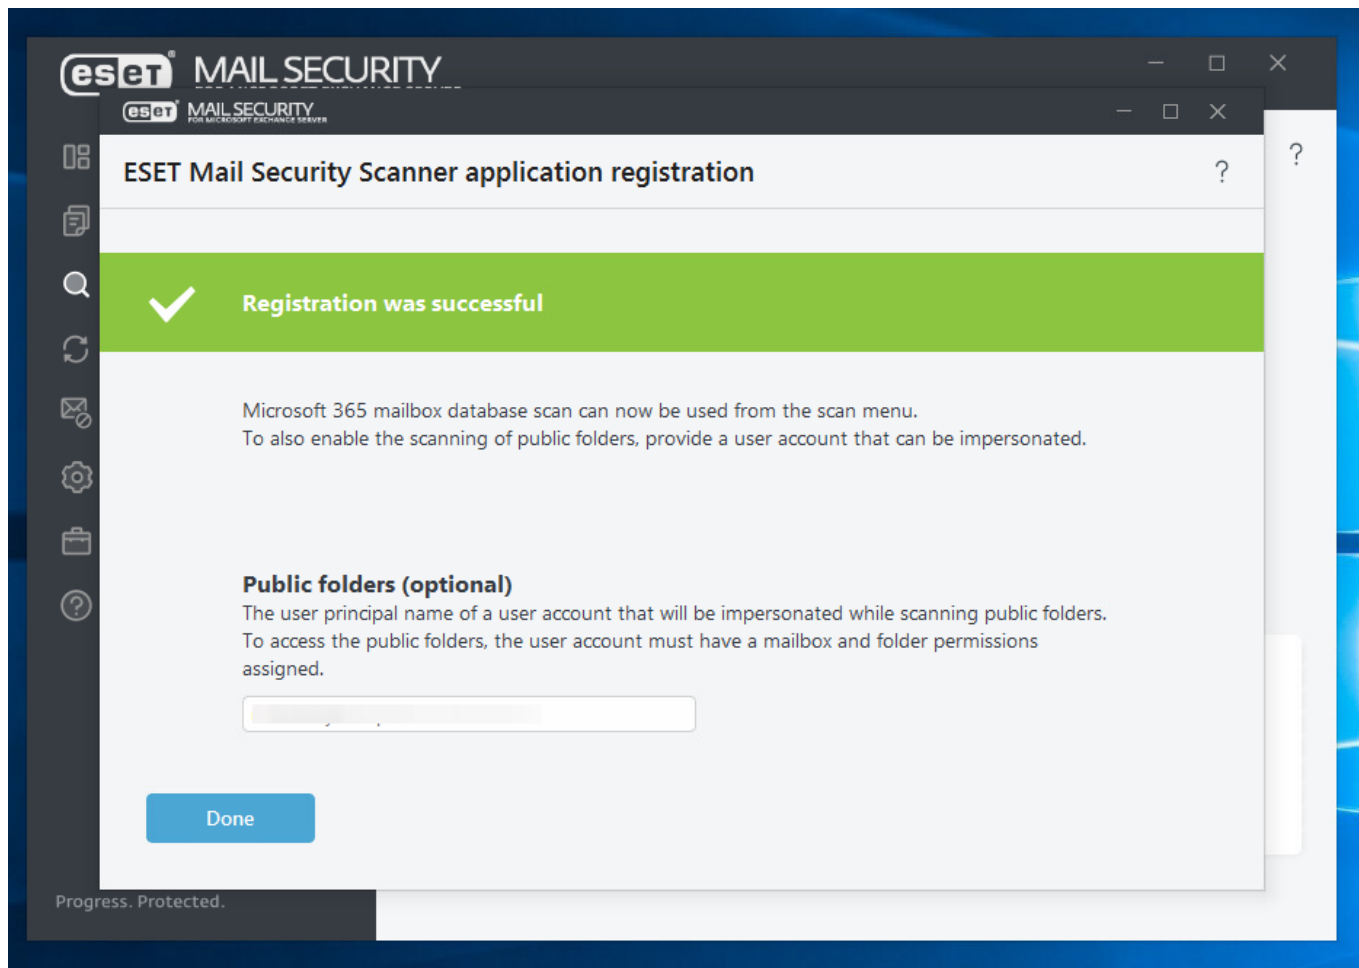 eset MAIL SECURITY
eset MAIL SECURITY
FOR MICROSOFT EXCHANGE SERVER
ESET Mail Security Scanner application registration
?
?
Registration was successful
Microsoft 365 mailbox database scan can now be used from the scan menu.
To also enable the scanning of public folders, provide a user account that can be impersonated.
Public folders (optional)
The user principal name of a user account that will be impersonated while scanning public folders.
To access the public folders, the user account must have a mailbox and folder permissions
assigned.
Done
Progress. Protected.